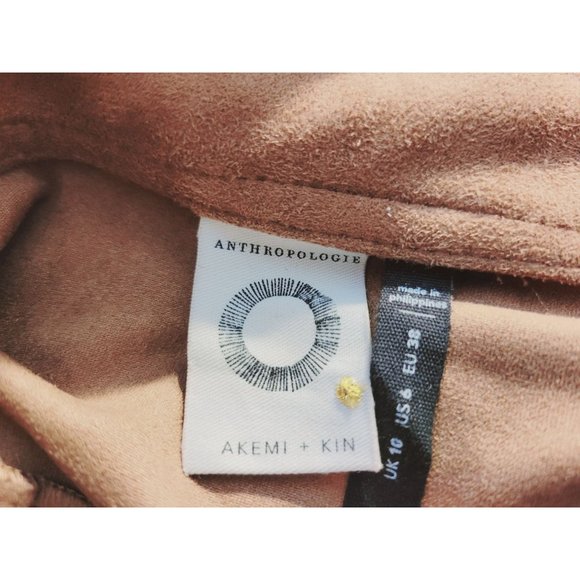 ANTHROPOLOGIE
AKEMI + KIN
made in
philippines
UK 10 US 6 EU 38